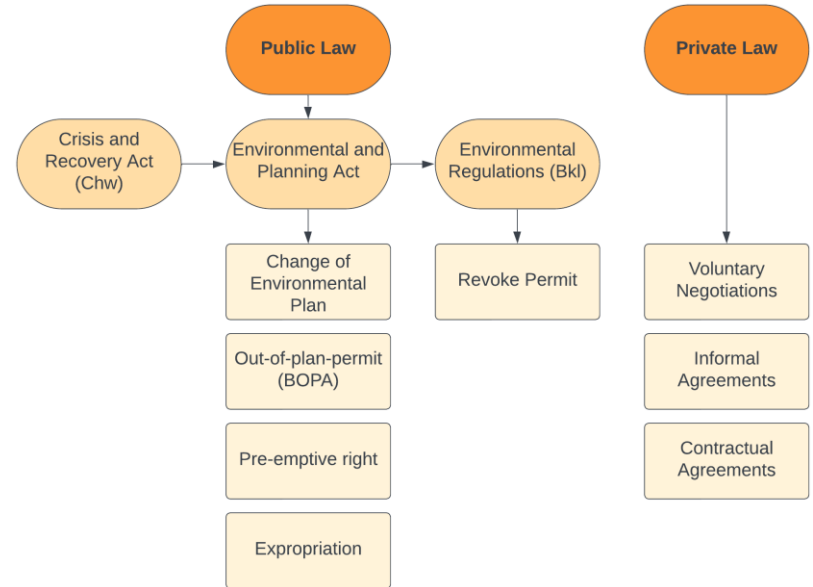 Public Law
Private Law
Crisis and
Recovery Act
(Chw)
Environmental and
Planning Act
Environmental
Regulations (Bkl)
Change of
Environmental
Plan
Revoke Permit
Voluntary
Negotiations
Out-of-plan-permit
(BOPA)
Informal
Agreements
Pre-emptive right
Contractual
Agreements
Expropriation